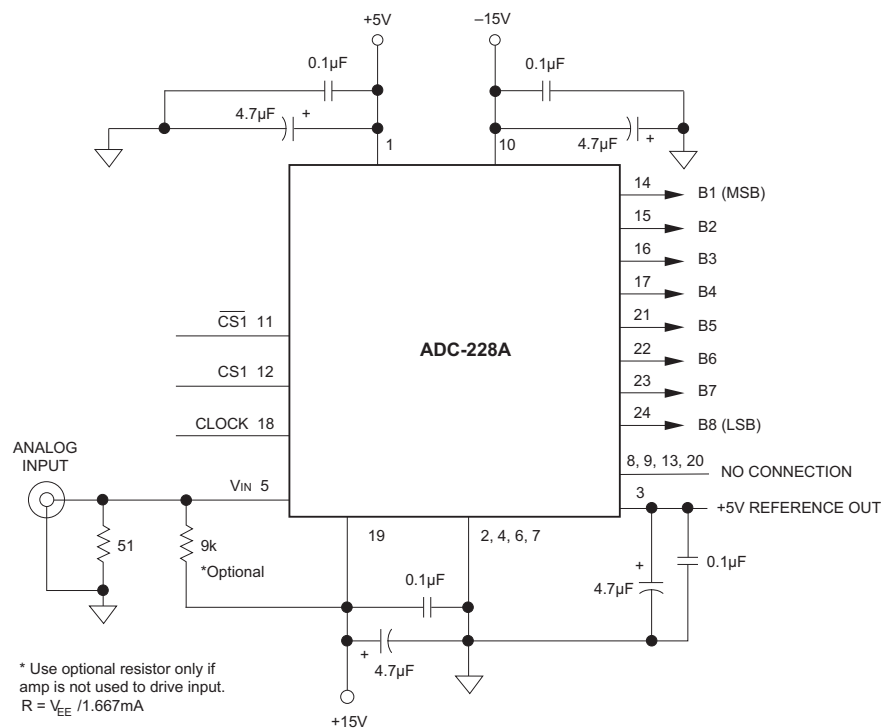 +5V
–15V
0.1µF
0.1µF
4.7µF +
4.7µF +
1
10
14 B1 (MSB)
15 B2
16 B3
17 B4
CS1 11
21 B5
ADC-228A
22 B6
CS1 12
23 B7
24 B8 (LSB)
CLOCK 18
ANALOG
INPUT
8, 9, 13, 20 NO CONNECTION
VIN 5
3 +5V REFERENCE OUT
19
2, 4, 6, 7
51
9k
*Optional
0.1µF
+
4.7µF
0.1µF
+
4.7µF
* Use optional resistor only if
amp is not used to drive input.
R = VEE /1.667mA
+15V